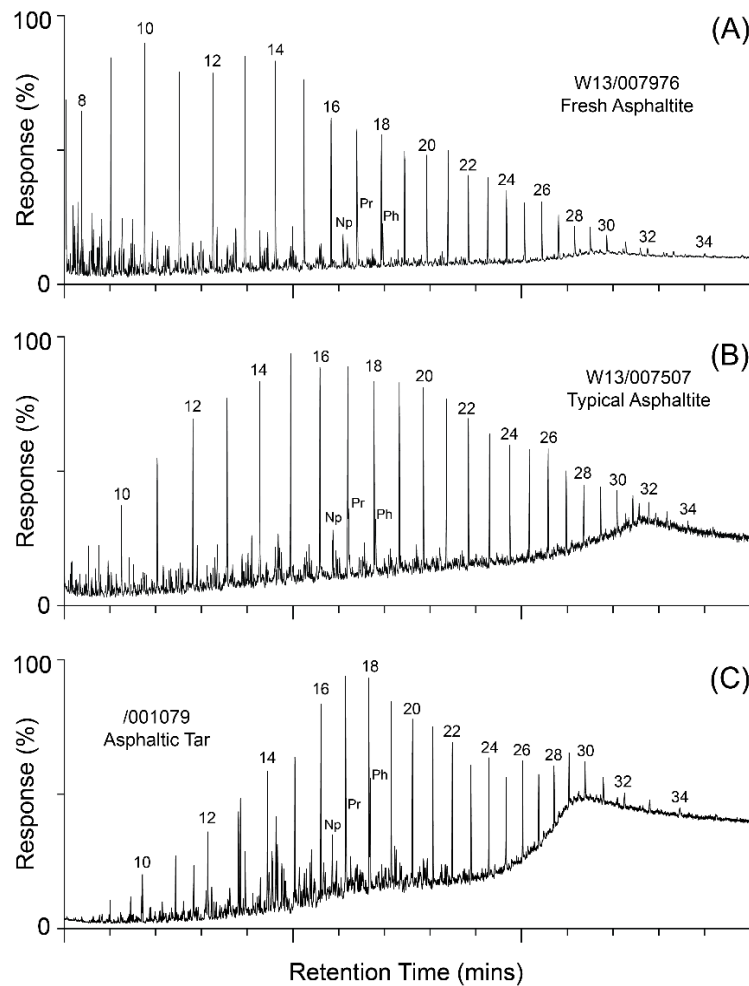 100
(A)
10
14
12
W13/007976
Fresh Asphaltite
8
16
18
20
22
24
26
28
30
32
34
Np
Pr
Ph
Response (%)
0
100
(B)
16
18
14
20
W13/007507
Typical Asphaltite
12
22
24
26
10
28
30
32
34
Np
Pr
Ph
Response (%)
0
100
(C)
18
16
/001079
Asphaltic Tar
20
22
14
24
26
28
30
32
34
12
10
Np
Pr
Ph
Response (%)
0
Retention Time (mins)